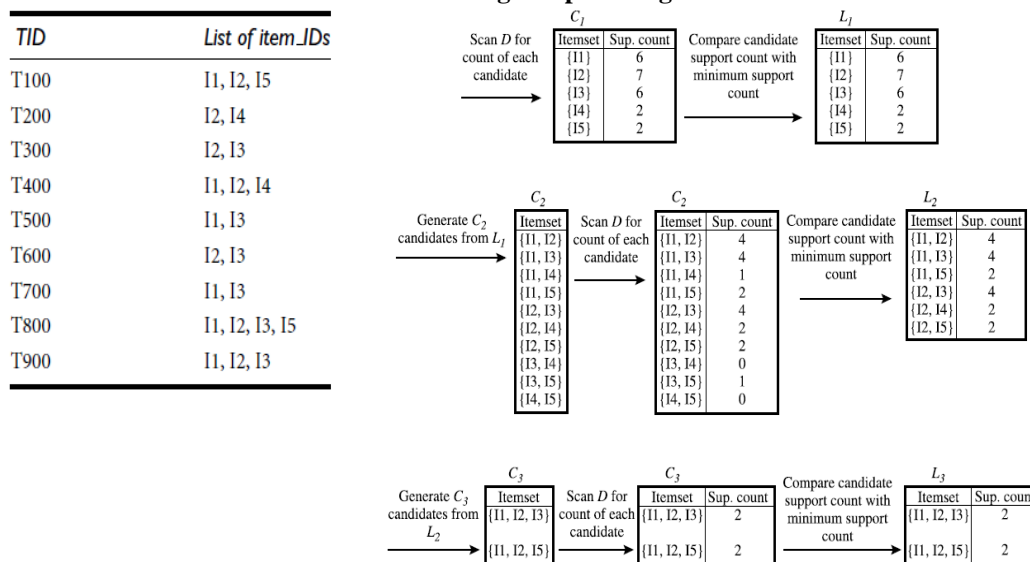 TID List of item_IDs
T100 I1, I2, I5
T200 I2, I4
T300 I2, I3
T400 I1, I2, I4
T500 I1, I3
T600 I2, I3
T700 I1, I3
T800 I1, I2, I3, I5
T900 I1, I2, I3
Scan D for
count of each
candidate
C1
Itemset Sup. count
{I1} 6
{I2} 7
{I3} 6
{I4} 2
{I5} 2
Compare candidate
support count with
minimum support
count
L1
Itemset Sup. count
{I1} 6
{I2} 7
{I3} 6
{I4} 2
{I5} 2
Generate C2
candidates from L1
C2
Itemset
{I1, I2}
{I1, I3}
{I1, I4}
{I1, I5}
{I2, I3}
{I2, I4}
{I2, I5}
{I3, I4}
{I3, I5}
{I4, I5}
Scan D for
count of each
candidate
C2
Itemset Sup. count
{I1, I2} 4
{I1, I3} 4
{I1, I4} 1
{I1, I5} 2
{I2, I3} 4
{I2, I4} 2
{I2, I5} 2
{I3, I4} 0
{I3, I5} 1
{I4, I5} 0
Compare candidate
support count with
minimum support
count
L2
Itemset Sup. count
{I1, I2} 4
{I1, I3} 4
{I1, I5} 2
{I2, I3} 4
{I2, I4} 2
{I2, I5} 2
Generate C3
candidates from
L2
C3
Itemset
{I1, I2, I3}
{I1, I2, I5}
Scan D for
count of each
candidate
C3
Itemset Sup. count
{I1, I2, I3} 2
{I1, I2, I5} 2
Compare candidate
support count with
minimum support
count
L3
Itemset Sup. count
{I1, I2, I3} 2
{I1, I2, I5} 2